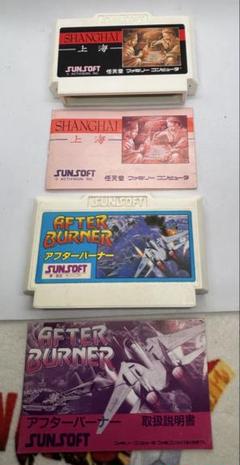 SHANGHAI
上海
SUNSOFT
© ACTIVISION, INC.
任天堂 ファミリー コンピュータ
SHANGHAI
上海
SUNSOFT
任天堂 ファミリー コンピュータ
SUNSOFT
AFTER
BURNER
アフターバーナー
SUNSOFT
AFTER
BURNER
アフターバーナー 取扱説明書
SUNSOFT